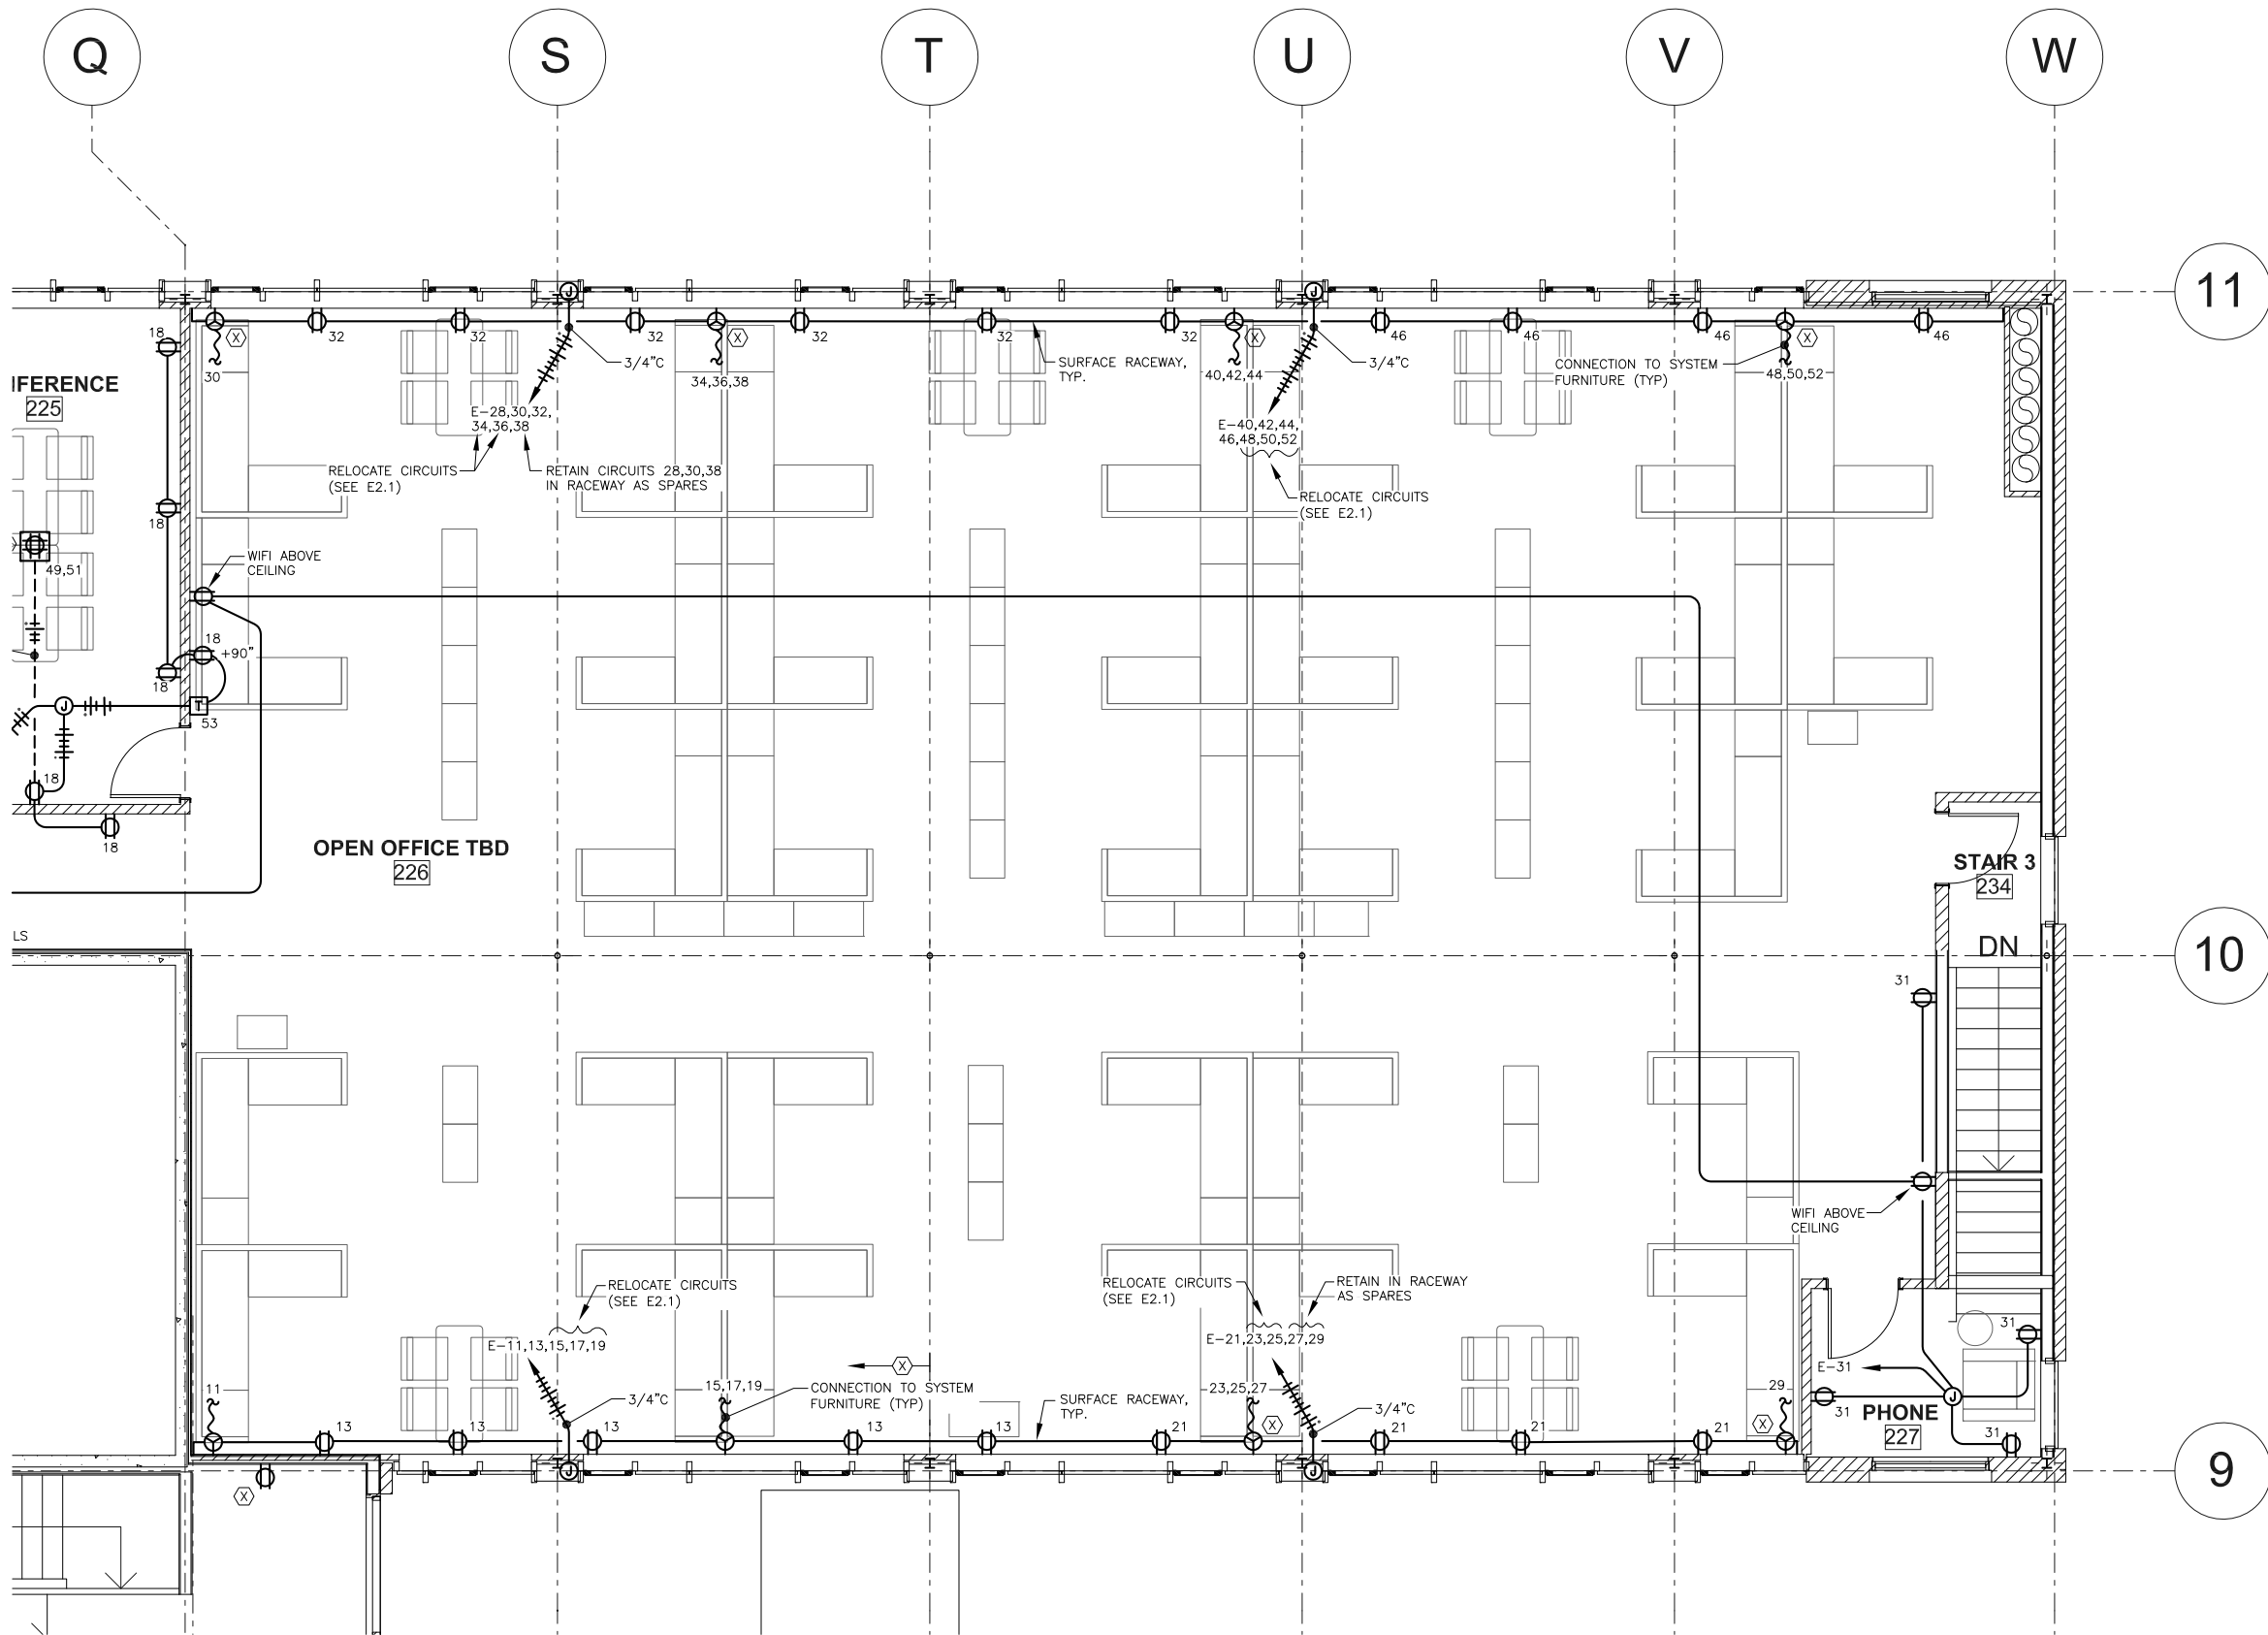 Q
S
T
U
V
W
11
18
32
32
32
32
32
32
46
46
46
46
X
X
X
X
3/4"C
SURFACE RACEWAY,
TYP.
3/4"C
CONNECTION TO SYSTEM
FURNITURE (TYP)
30
34,36,38
40,42,44
48,50,52
IFERENCE
225
E-28,30,32,
34,36,38
E-40,42,44,
46,48,50,52
RELOCATE CIRCUITS
(SEE E2.1)
RETAIN CIRCUITS 28,30,38
IN RACEWAY AS SPARES
RELOCATE CIRCUITS
(SEE E2.1)
18
49,51
WIFI ABOVE
CEILING
18
+90"
18
J
J
J
T
53
18
18
OPEN OFFICE TBD
226
STAIR 3
234
LS
DN
10
31
WIFI ABOVE
CEILING
RELOCATE CIRCUITS
(SEE E2.1)
RELOCATE CIRCUITS
(SEE E2.1)
RETAIN IN RACEWAY
AS SPARES
31
E-11,13,15,17,19
E-21,23,25,27,29
X
E-31
11
15,17,19
CONNECTION TO SYSTEM
FURNITURE (TYP)
23,25,27
29
3/4"C
SURFACE RACEWAY,
TYP.
3/4"C
J
31
PHONE
227
13
13
13
13
13
21
21
21
21
31
X
X
J
J
9
X